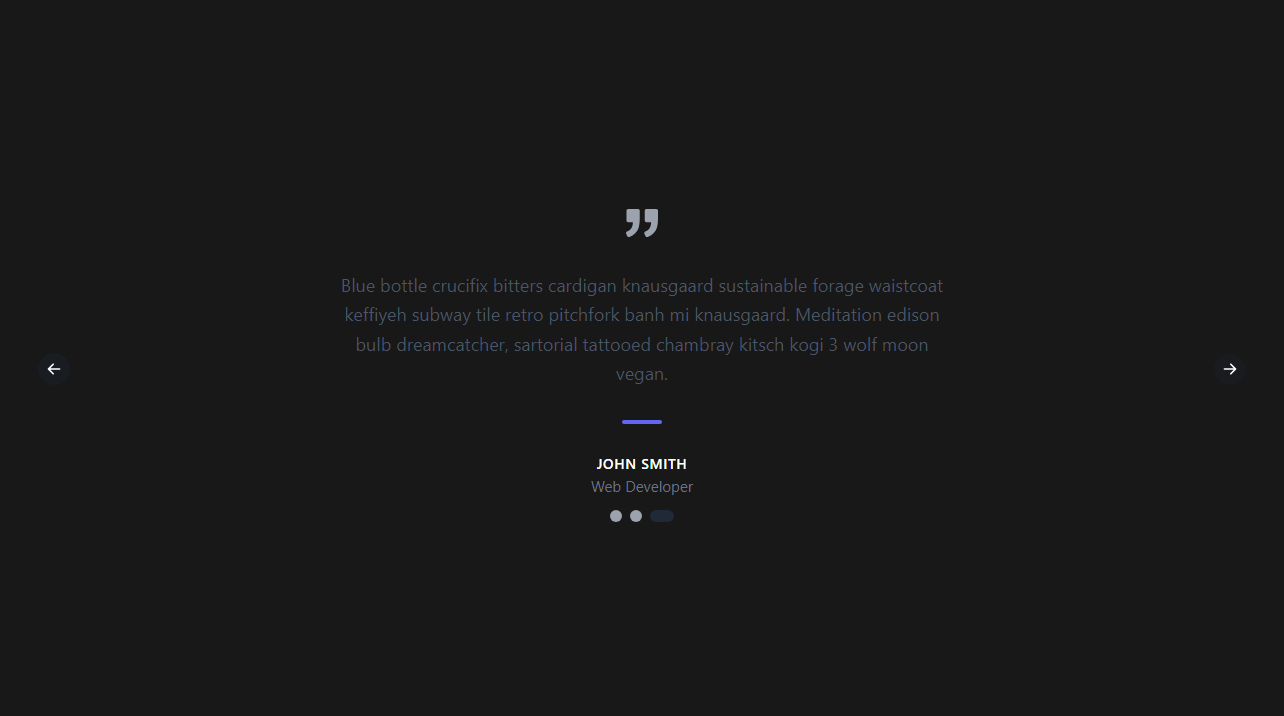 Blue bottle crucifix bitters cardigan knausgaard sustainable forage waistcoat
keffiyeh subway tile retro pitchfork banh mi knausgaard. Meditation edison
bulb dreamcatcher, sartorial tattooed chambray kitsch kogi 3 wolf moon
vegan.
JOHN SMITH
Web Developer